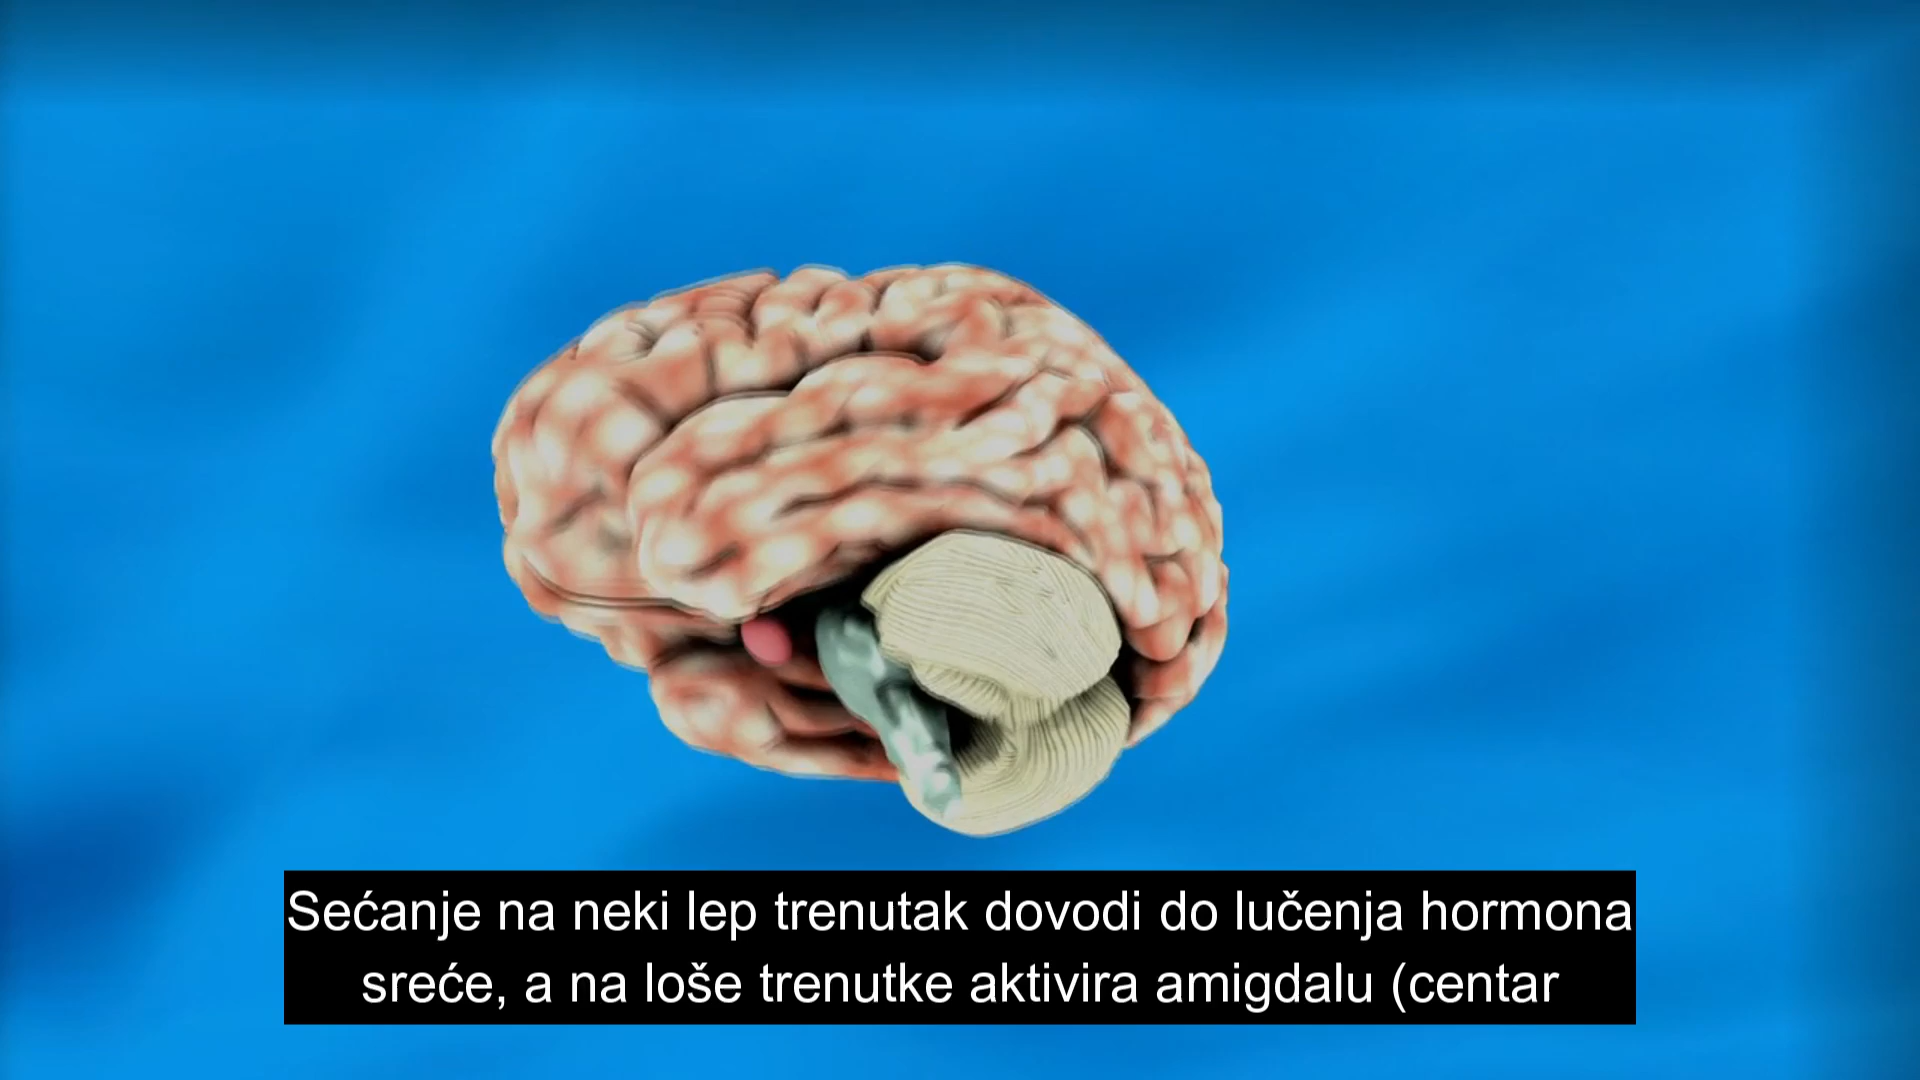 Sećanje na neki lep trenutak dovodi do lučenja hormona
sreće, a na loše trenutke aktivira amigdalu (centar